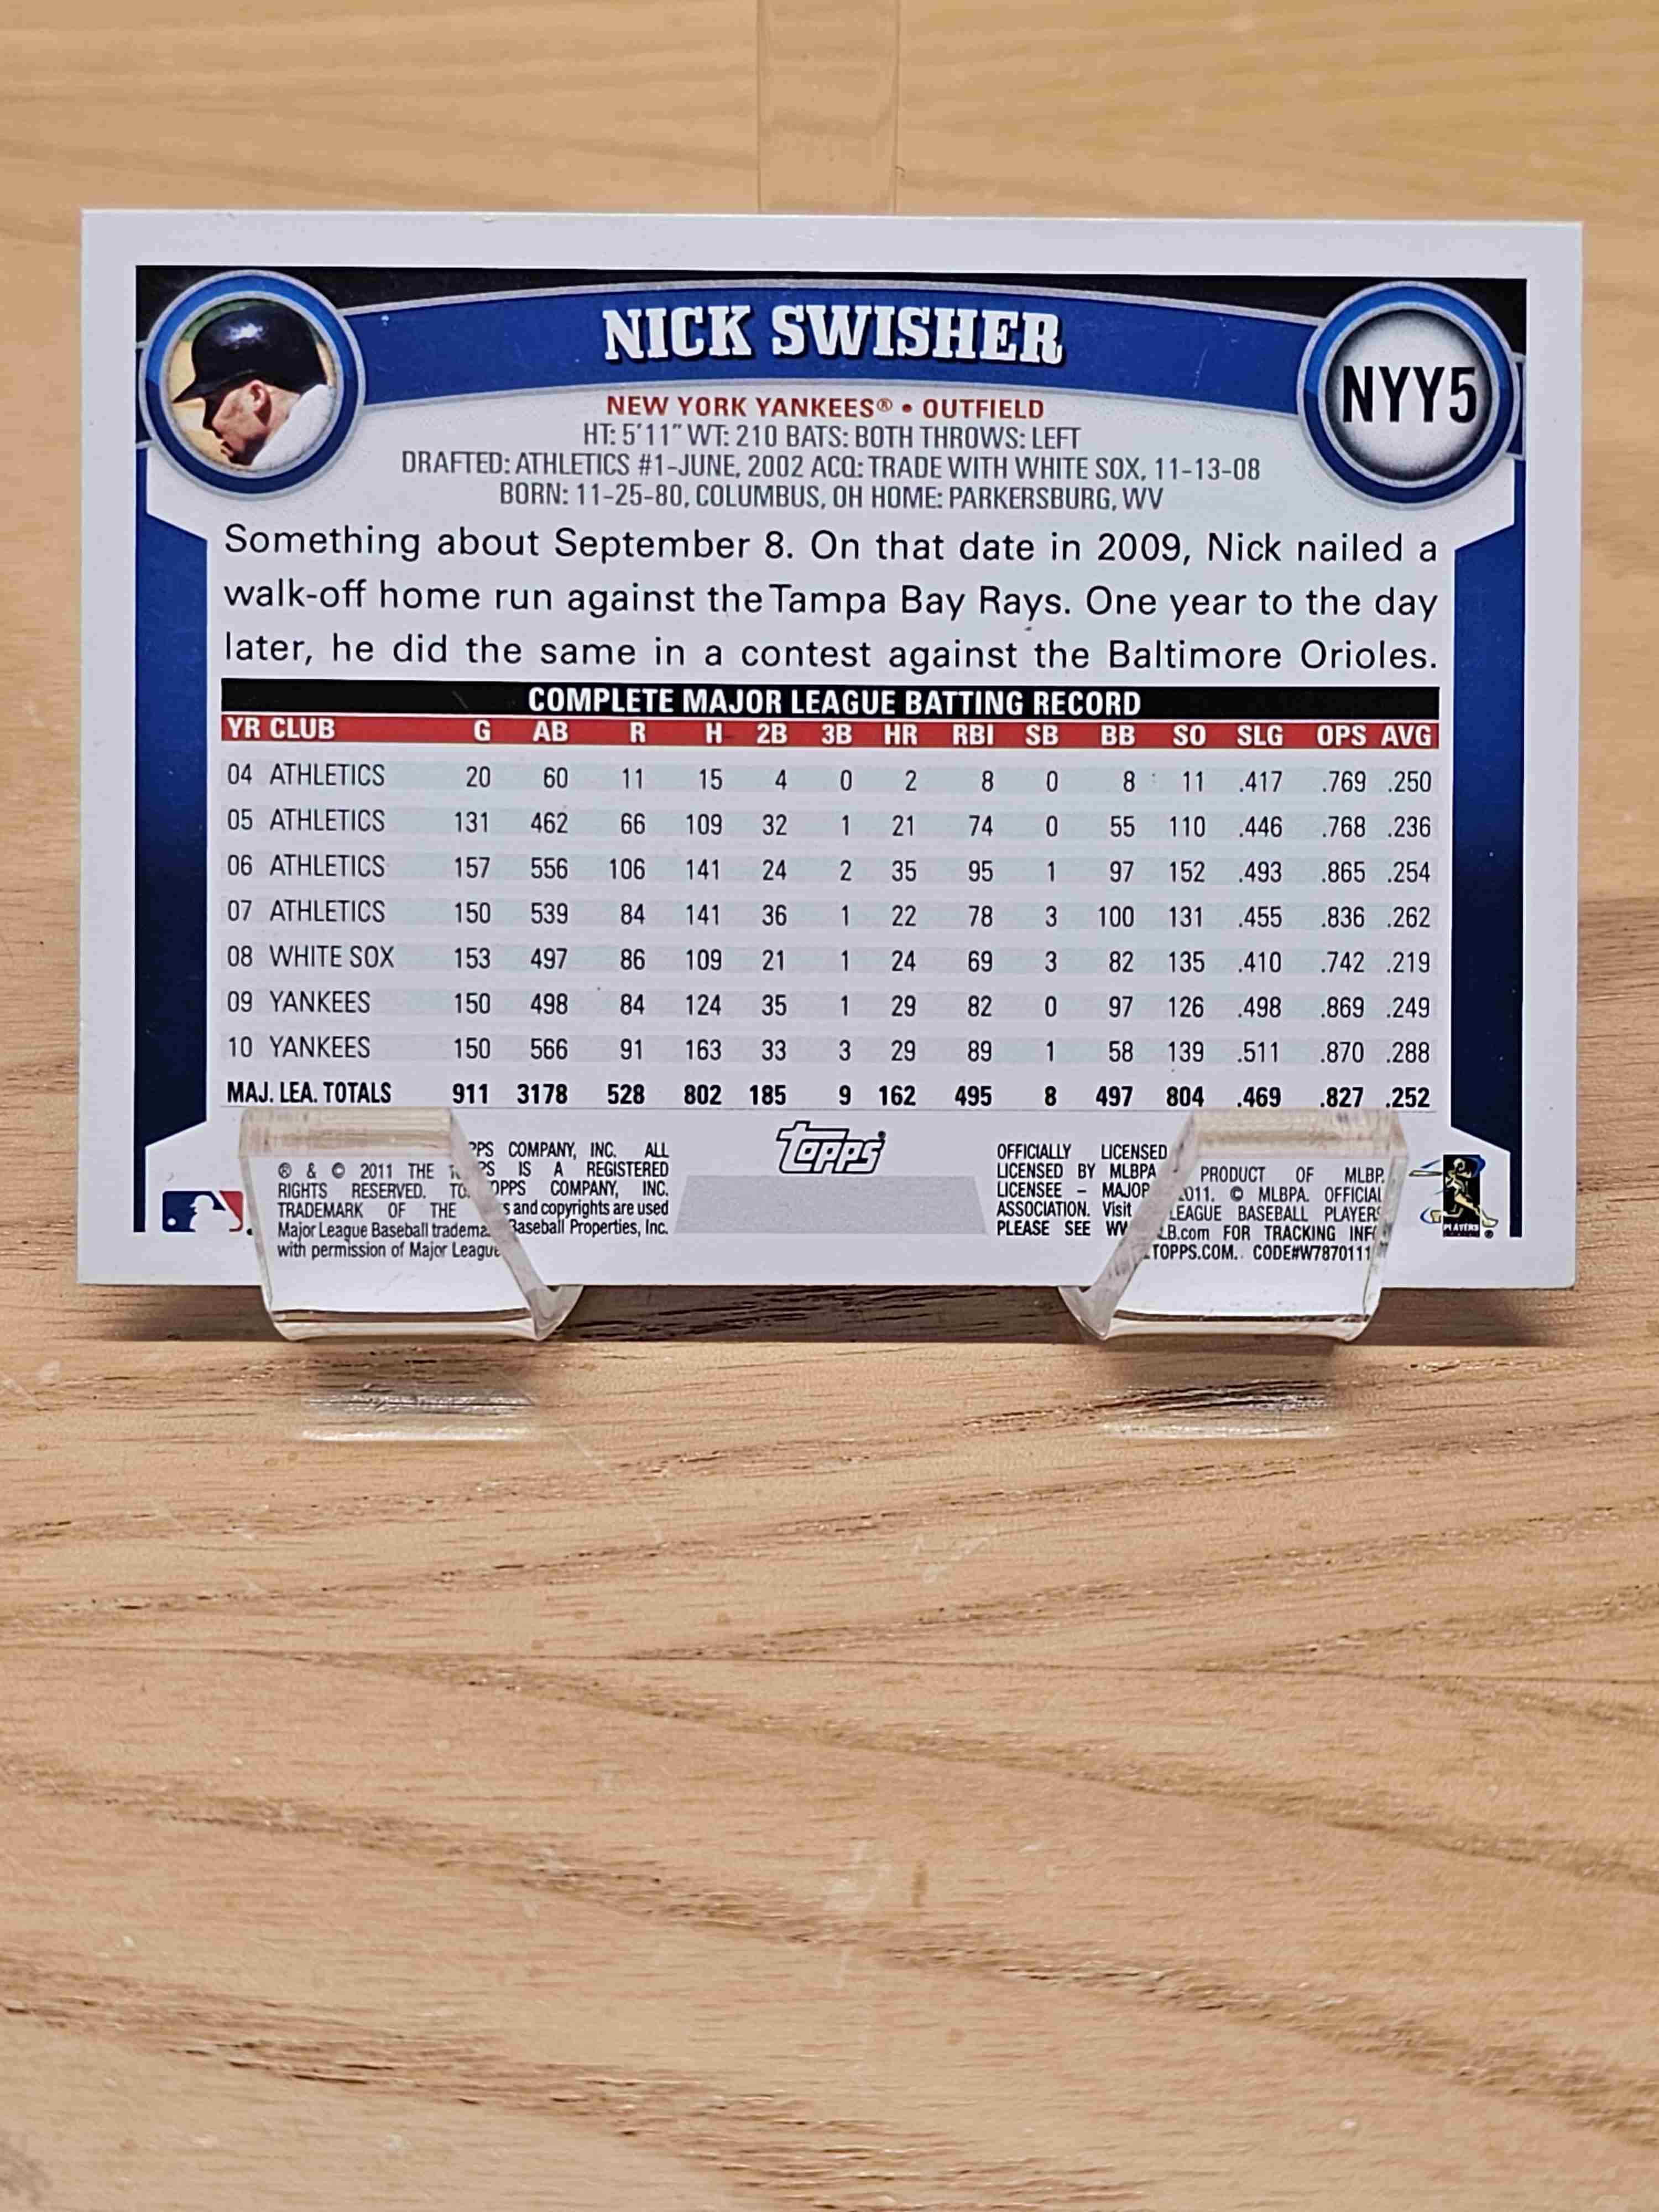 NICK SWISHER
NYY5
NEW YORK YANKEES® • OUTFIELD
HT: 5'11" WT: 210 BATS: BOTH THROWS: LEFT
DRAFTED: ATHLETICS #1-JUNE, 2002 ACQ: TRADE WITH WHITE SOX, 11-13-08
BORN: 11-25-80, COLUMBUS, OH HOME: PARKERSBURG, WV
Something about September 8. On that date in 2009, Nick nailed a
walk-off home run against the Tampa Bay Rays. One year to the day
later, he did the same in a contest against the Baltimore Orioles.
COMPLETE MAJOR LEAGUE BATTING RECORD
YR CLUB G AB R H 2B 3B HR RBI SB BB SO SLG OPS AVG
04 ATHLETICS 20 60 11 15 4 0 2 8 0 8 11 .417 .769 .250
05 ATHLETICS 131 462 66 109 32 1 21 74 0 55 110 .446 .768 .236
06 ATHLETICS 157 556 106 141 24 2 35 95 1 97 152 .493 .865 .254
07 ATHLETICS 150 539 84 141 36 1 22 78 3 100 131 .455 .836 .262
08 WHITE SOX 153 497 86 109 21 1 24 69 3 82 135 .410 .742 .219
09 YANKEES 150 498 84 124 35 1 29 82 0 97 126 .498 .869 .249
10 YANKEES 150 566 91 163 33 3 29 89 1 58 139 .511 .870 .288
MAJ. LEA. TOTALS 911 3178 528 802 185 9 162 495 8 497 804 .469 .827 .252
® & © 2011 THE COMPANY, INC. ALL
RIGHTS RESERVED. IS A REGISTERED
TRADEMARK OF THE COMPANY, INC.
Major League Baseball and copyrights are used
with permission of Major League Baseball Properties, Inc.
Topps®
OFFICIALLY LICENSED PRODUCT OF MLBP.
LICENSED BY MLBPA © MLBPA. OFFICIAL
LICENSEE – MAJOR LEAGUE BASEBALL PLAYERS
ASSOCIATION. Visit FOR TRACKING
PLEASE SEE CODE#W7870111
PLAYERS